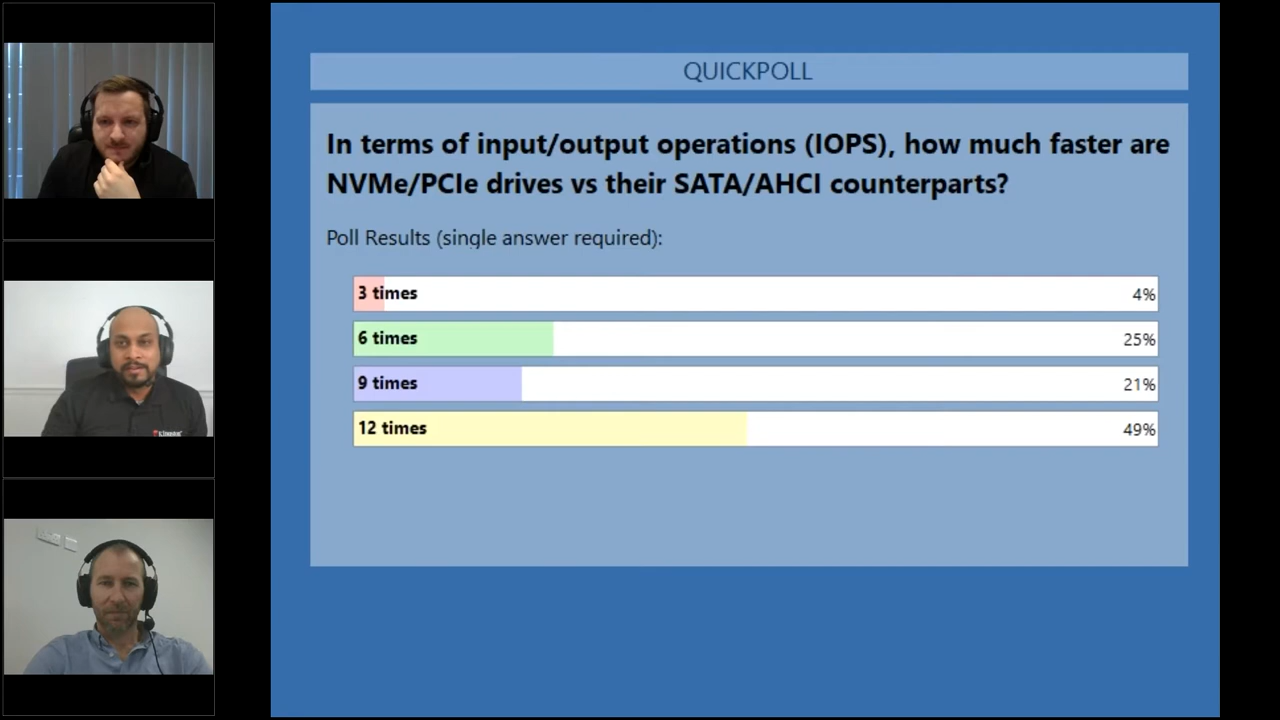 QUICKPOLL
In terms of input/output operations (IOPS), how much faster are
NVMe/PCIe drives vs their SATA/AHCI counterparts?
Poll Results (single answer required):
3 times 4%
6 times 25%
9 times 21%
12 times 49%